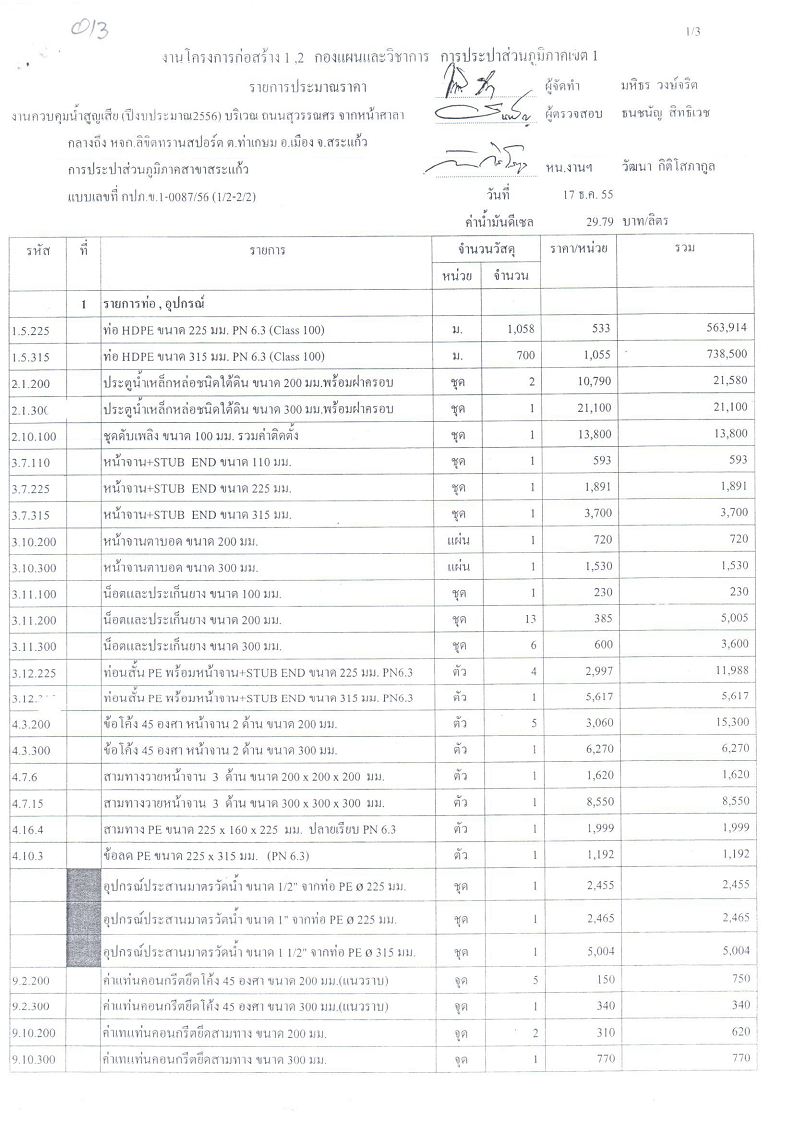 1/3
งานโครงการก่อสร้าง 1 ,2 กองแผนและวิชาการ การประปาส่วนภูมิภาคเขต 1
รายการประมาณราคา ผู้จัดทำ มหิธร วงษ์จริต
งานควบคุมน้ำสูญเสีย (ปีงบประมาณ2556) บริเวณ ถนนสุวรรณศร จากหน้าศาลา ผู้ตรวจสอบ ธนชนัญ สิทธิเวช
กลางถึง หจก.ลิขิตทรานสปอร์ต ต.ท่าเกษม อ.เมือง จ.สระแก้ว
การประปาส่วนภูมิภาคสาขาสระแก้ว หน.งานฯ วัฒนา กิติโสภากูล
แบบเลขที่ กปภ.ข.1-0087/56 (1/2-2/2) วันที่ 17 ธ.ค. 55
ค่าน้ำมันดีเซล 29.79 บาท/ลิตร
รหัส ที่ รายการ จำนวนวัสดุ ราคา/หน่วย รวม
หน่วย จำนวน
1 รายการท่อ , อุปกรณ์
1.5.225 ท่อ HDPE ขนาด 225 มม. PN 6.3 (Class 100) ม. 1,058 533 563,914
1.5.315 ท่อ HDPE ขนาด 315 มม. PN 6.3 (Class 100) ม. 700 1,055 738,500
2.1.200 ประตูน้ำเหล็กหล่อชนิดใต้ดิน ขนาด 200 มม.พร้อมฝาครอบ ชุด 2 10,790 21,580
2.1.300 ประตูน้ำเหล็กหล่อชนิดใต้ดิน ขนาด 300 มม.พร้อมฝาครอบ ชุด 1 21,100 21,100
2.10.100 ชุดดับเพลิง ขนาด 100 มม. รวมค่าติดตั้ง ชุด 1 13,800 13,800
3.7.110 หน้าจาน+STUB END ขนาด 110 มม. ชุด 1 593 593
3.7.225 หน้าจาน+STUB END ขนาด 225 มม. ชุด 1 1,891 1,891
3.7.315 หน้าจาน+STUB END ขนาด 315 มม. ชุด 1 3,700 3,700
3.10.200 หน้าจานตาบอด ขนาด 200 มม. แผ่น 1 720 720
3.10.300 หน้าจานตาบอด ขนาด 300 มม. แผ่น 1 1,530 1,530
3.11.100 น็อตและประเก็นยาง ขนาด 100 มม. ชุด 1 230 230
3.11.200 น็อตและประเก็นยาง ขนาด 200 มม. ชุด 13 385 5,005
3.11.300 น็อตและประเก็นยาง ขนาด 300 มม. ชุด 6 600 3,600
3.12.225 ท่อนสั้น PE พร้อมหน้าจาน+STUB END ขนาด 225 มม. PN6.3 ตัว 4 2,997 11,988
ท่อนสั้น PE พร้อมหน้าจาน+STUB END ขนาด 315 มม. PN6.3 ตัว 1 5,617 5,617
4.3.200 ข้อโค้ง 45 องศา หน้าจาน 2 ด้าน ขนาด 200 มม. ตัว 5 3,060 15,300
4.3.300 ข้อโค้ง 45 องศา หน้าจาน 2 ด้าน ขนาด 300 มม. ตัว 1 6,270 6,270
4.7.6 สามทางวายหน้าจาน 3 ด้าน ขนาด 200 x 200 x 200 มม. ตัว 1 1,620 1,620
4.7.15 สามทางวายหน้าจาน 3 ด้าน ขนาด 300 x 300 x 300 มม. ตัว 1 8,550 8,550
4.16.4 สามทาง PE ขนาด 225 x 160 x 225 มม. ปลายเรียบ PN 6.3 ตัว 1 1,999 1,999
4.10.3 ข้อลด PE ขนาด 225 x 315 มม. (PN 6.3) ตัว 1 1,192 1,192
อุปกรณ์ประสานมาตรวัดน้ำ ขนาด 1/2" จากท่อ PE ø 225 มม. ชุด 1 2,455 2,455
อุปกรณ์ประสานมาตรวัดน้ำ ขนาด 1" จากท่อ PE ø 225 มม. ชุด 1 2,465 2,465
อุปกรณ์ประสานมาตรวัดน้ำ ขนาด 1 1/2" จากท่อ PE ø 315 มม. ชุด 1 5,004 5,004
9.2.200 ค่าแท่นคอนกรีตยึดโค้ง 45 องศา ขนาด 200 มม.(แนวราบ) จุด 5 150 750
9.2.300 ค่าแท่นคอนกรีตยึดโค้ง 45 องศา ขนาด 300 มม.(แนวราบ) จุด 1 340 340
9.10.200 ค่าเทแท่นคอนกรีตยึดสามทาง ขนาด 200 มม. จุด 2 310 620
9.10.300 ค่าเทแท่นคอนกรีตยึดสามทาง ขนาด 300 มม. จุด 1 770 770